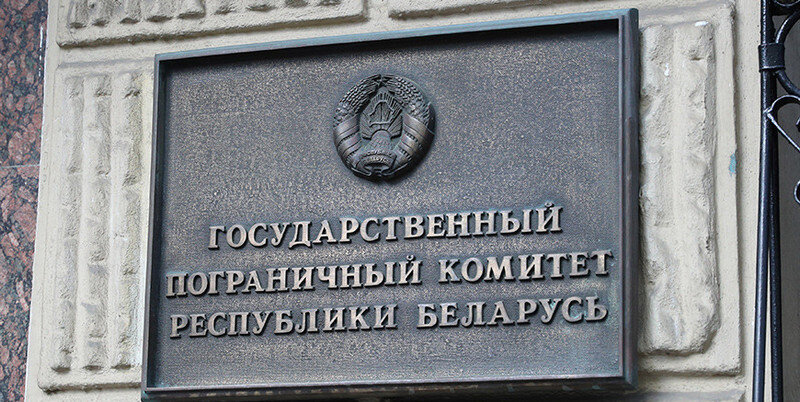 ГОСУДАРСТВЕННЫЙ
ПОГРАНИЧНЫЙ КОМИТЕТ
РЕСПУБЛИКИ БЕЛАРУСЬ